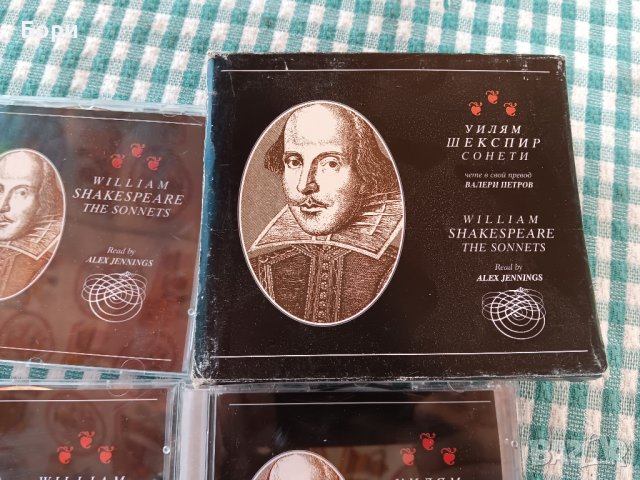 Бори
WILLIAM
SHAKESPEARE
THE SONNETS
Read by
ALEX JENNINGS
УИЛЯМ
ШЕКСПИР
СОНЕТИ
чете в свой превод
ВАЛЕРИ ПЕТРОВ
WILLIAM
SHAKESPEARE
THE SONNETS
Read by
ALEX JENNINGS
WILLIAM
УИЛЯМ